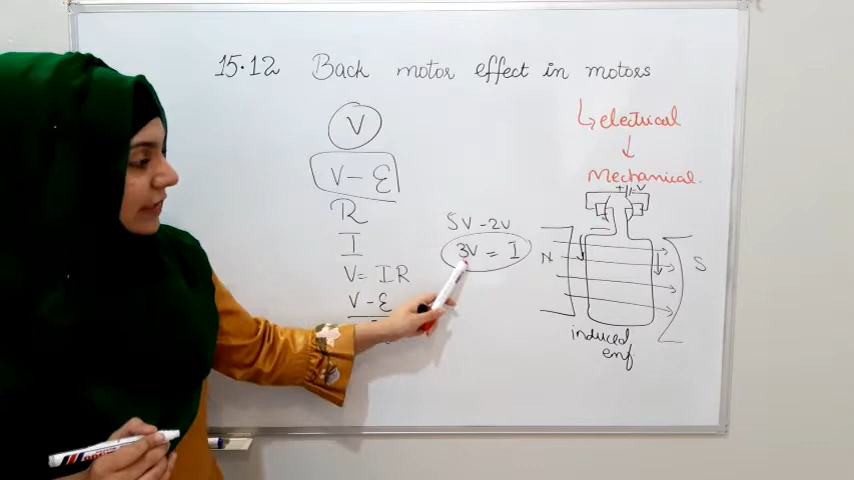 15.12 Back motor effect in motors
↳ electrical
↓
Mechanical.
V
V - Ɛ
R
I
V = IR
V - Ɛ
5V - 2V
3V = I
+ - V
N
S
induced
emf